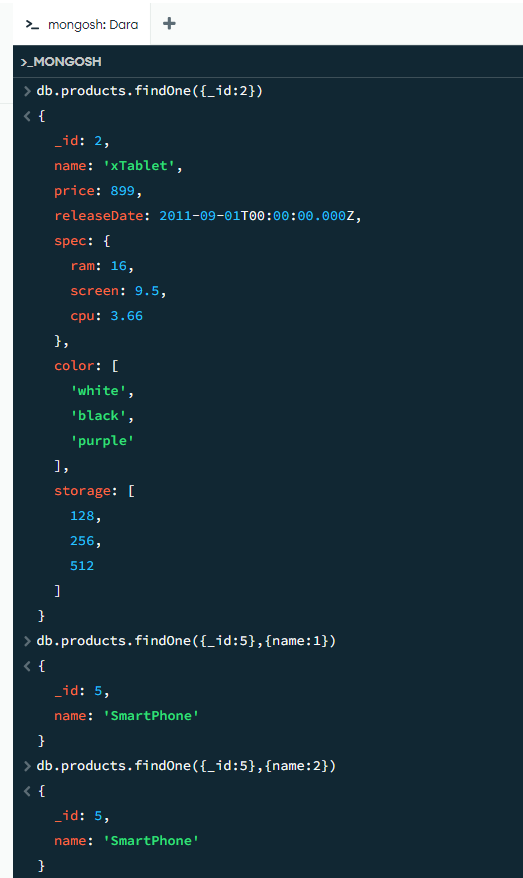 >_ mongosh: Dara +
>_MONGOSH
> db.products.findOne({_id:2})
< {
_id: 2,
name: 'xTablet',
price: 899,
releaseDate: 2011-09-01T00:00:00.000Z,
spec: {
ram: 16,
screen: 9.5,
cpu: 3.66
},
color: [
'white',
'black',
'purple'
],
storage: [
128,
256,
512
]
}
> db.products.findOne({_id:5},{name:1})
< {
_id: 5,
name: 'SmartPhone'
}
> db.products.findOne({_id:5},{name:2})
< {
_id: 5,
name: 'SmartPhone'
}